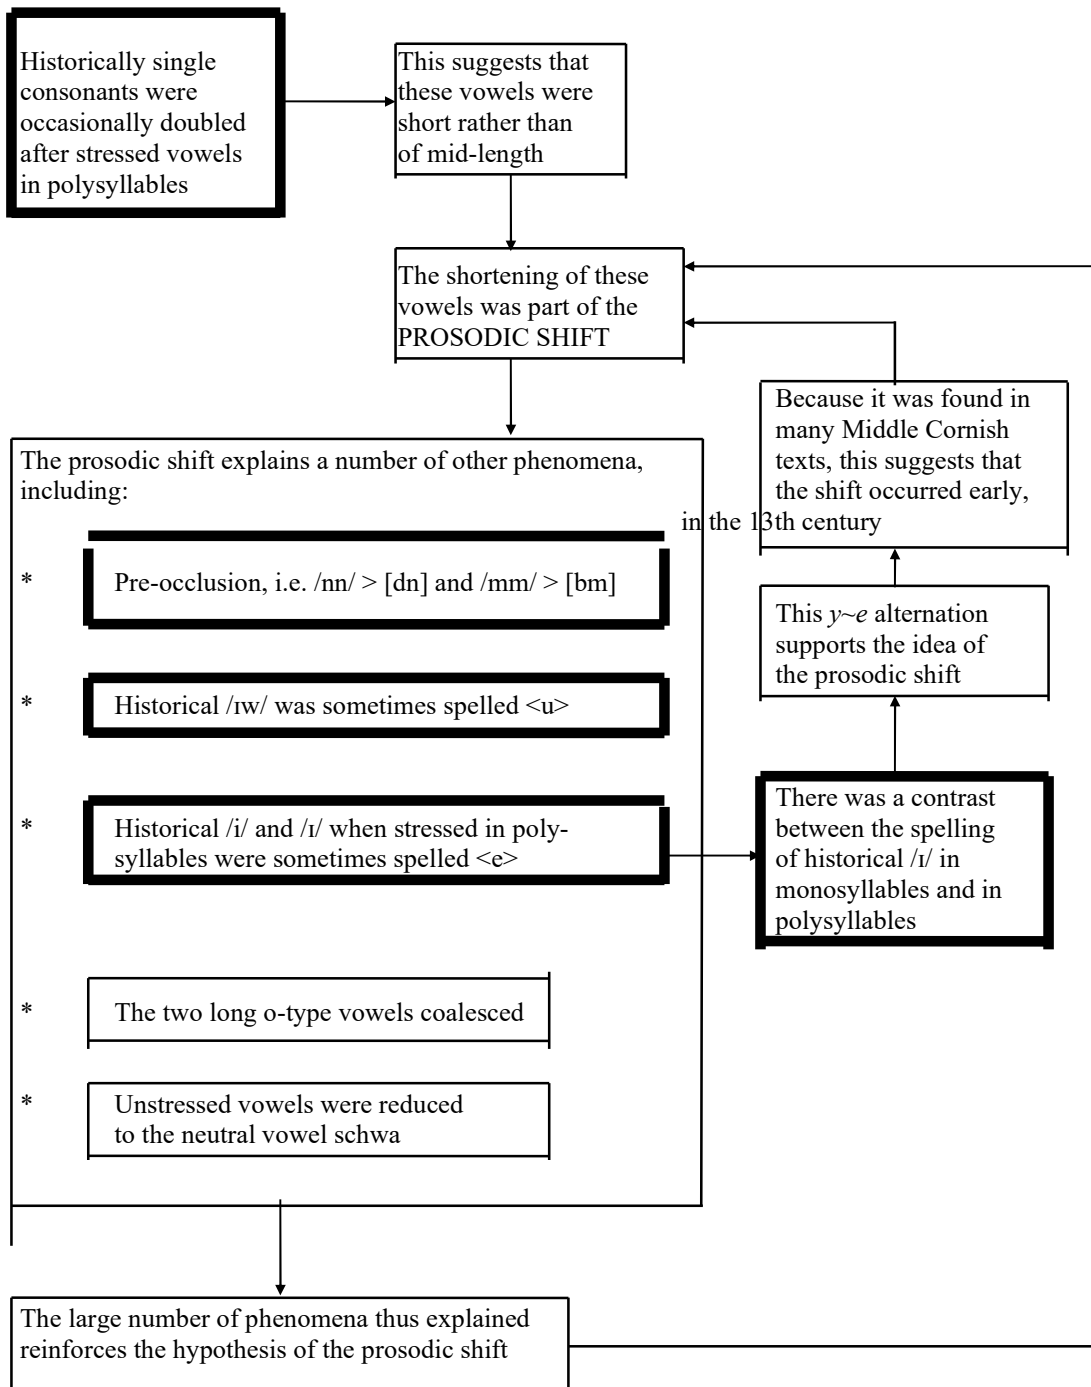 Historically single
consonants were
occasionally doubled
after stressed vowels
in polysyllables
This suggests that
these vowels were
short rather than
of mid-length
The shortening of these
vowels was part of the
PROSODIC SHIFT
Because it was found in
many Middle Cornish
texts, this suggests that
the shift occurred early,
in the 13th century
The prosodic shift explains a number of other phenomena,
including:
* Pre-occlusion, i.e. /nn/ > [dn] and /mm/ > [bm]
This y~e alternation
supports the idea of
the prosodic shift
* Historical /ɪw/ was sometimes spelled <u>
* Historical /i/ and /ɪ/ when stressed in poly-
syllables were sometimes spelled <e>
There was a contrast
between the spelling
of historical /ɪ/ in
monosyllables and in
polysyllables
* The two long o-type vowels coalesced
* Unstressed vowels were reduced
to the neutral vowel schwa
The large number of phenomena thus explained
reinforces the hypothesis of the prosodic shift